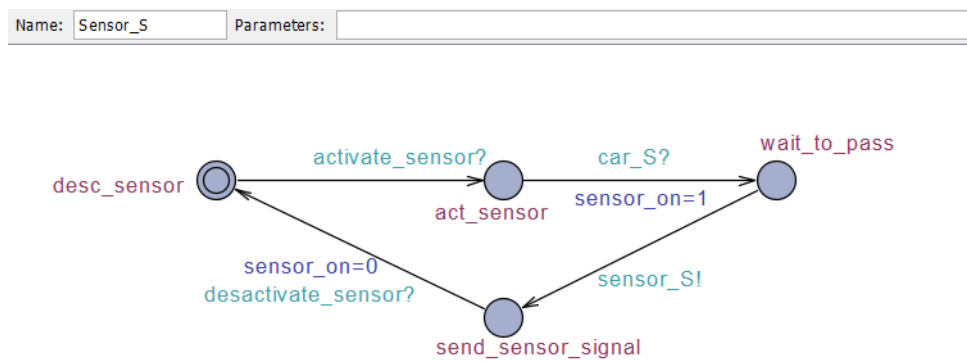 Name: Sensor_S Parameters:
wait_to_pass
activate_sensor? car_S?
desc_sensor
act_sensor sensor_on=1
sensor_on=0
sensor_S!
desactivate_sensor?
send_sensor_signal